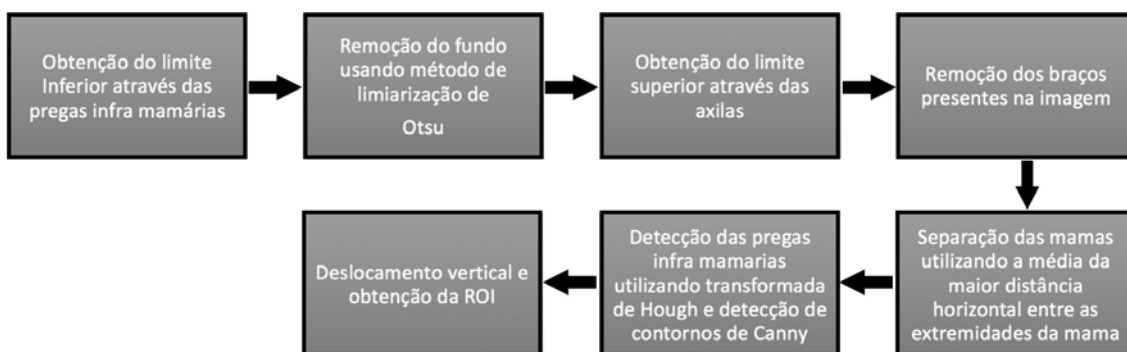 Obtenção do limite
Inferior através das
pregas infra mamárias
Remoção do fundo
usando método de
limiarização de
Otsu
Obtenção do limite
superior através das
axilas
Remoção dos braços
presentes na imagem
Separação das mamas
utilizando a média da
maior distância
horizontal entre as
extremidades da mama
Detecção das pregas
infra mamarias
utilizando transformada
de Hough e detecção de
contornos de Canny
Deslocamento vertical e
obtenção da ROI